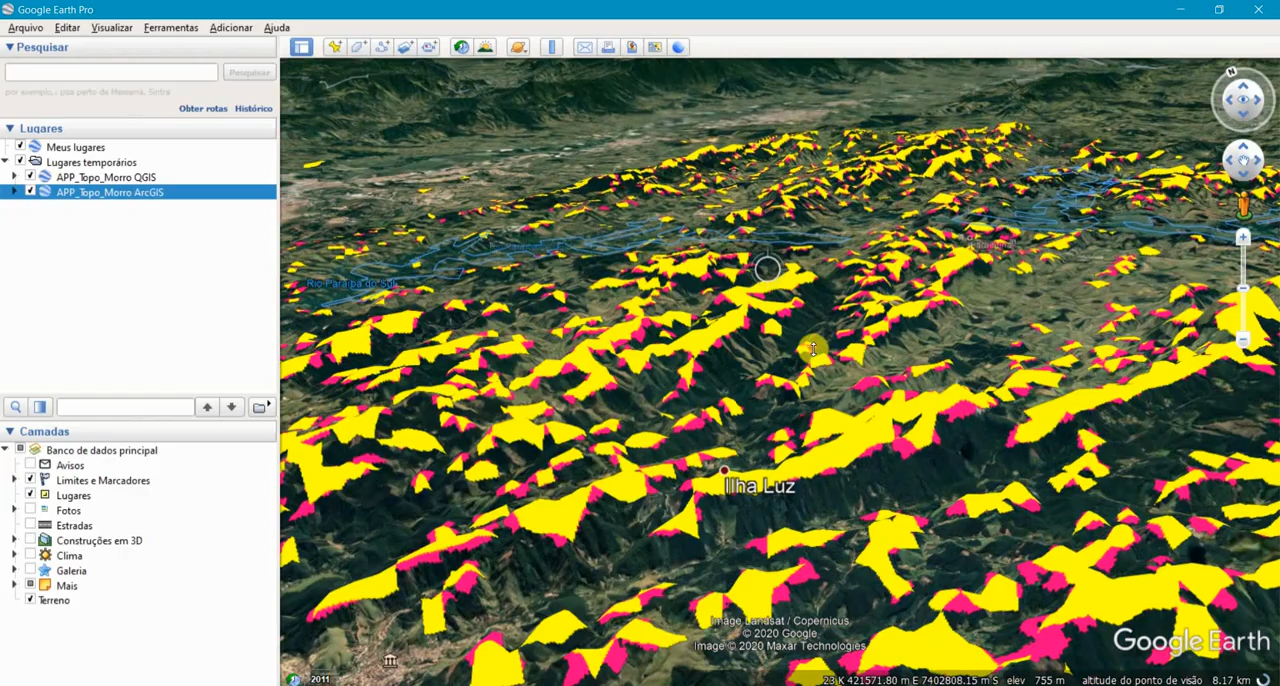 Google Earth Pro
Arquivo Editar Visualizar Ferramentas Adicionar Ajuda
Pesquisar
Pesquisar
Obter rotas Histórico
Lugares
Meus lugares
Lugares temporários
APP_Topo_Morro QGIS
APP_Topo_Morro ArcGIS
Camadas
Banco de dados principal
Avisos
Limites e Marcadores
Lugares
Fotos
Estradas
Construções em 3D
Clima
Galeria
Mais
Terreno
N
Rio Paraíba do Sul
Ilha Luz
Image Landsat / Copernicus
© 2020 Google
Image © 2020 Maxar Technologies
Google Earth
2011
23 K 421571.80 m E 7402808.15 m S elev 755 m altitude do ponto de visão 8.17 km